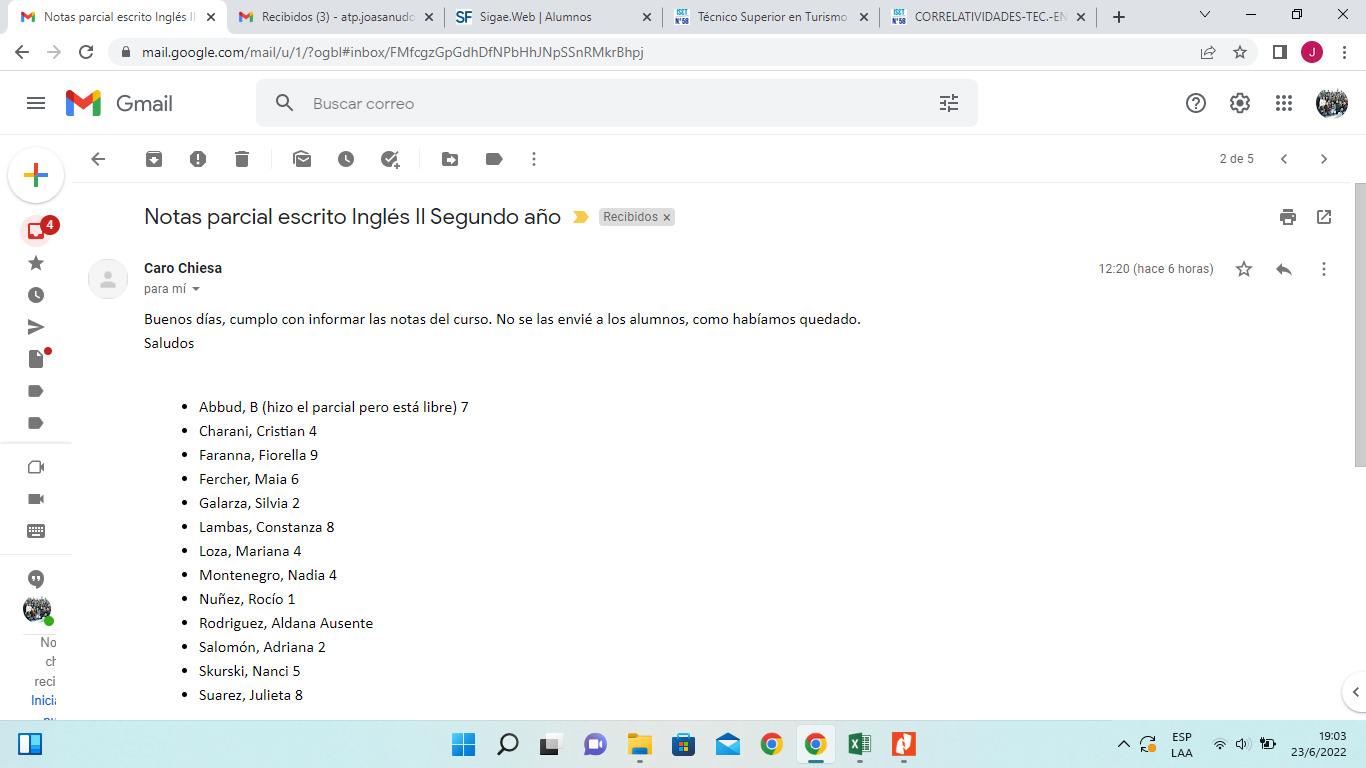 Notas parcial escrito Inglés II
Recibidos (3) - atp.joasanudo
Sigae.Web | Alumnos
Técnico Superior en Turismo
CORRELATIVIDADES-TEC.-EN
mail.google.com/mail/u/1/?ogbl#inbox/FMfcgzGpGdhDfNPbHhJNpSSnRMkrBhpj
J
Gmail
Buscar correo
2 de 5
4
Notas parcial escrito Inglés II Segundo año
Recibidos ×
Caro Chiesa
12:20 (hace 6 horas)
para mí
Buenos días, cumplo con informar las notas del curso. No se las envié a los alumnos, como habíamos quedado.
Saludos
• Abbud, B (hizo el parcial pero está libre) 7
• Charani, Cristian 4
• Faranna, Fiorella 9
• Fercher, Maia 6
• Galarza, Silvia 2
• Lambas, Constanza 8
• Loza, Mariana 4
• Montenegro, Nadia 4
• Nuñez, Rocío 1
• Rodriguez, Aldana Ausente
• Salomón, Adriana 2
• Skurski, Nanci 5
• Suarez, Julieta 8
No
ch
reci
Inicia
ESP
LAA
19:03
23/6/2022